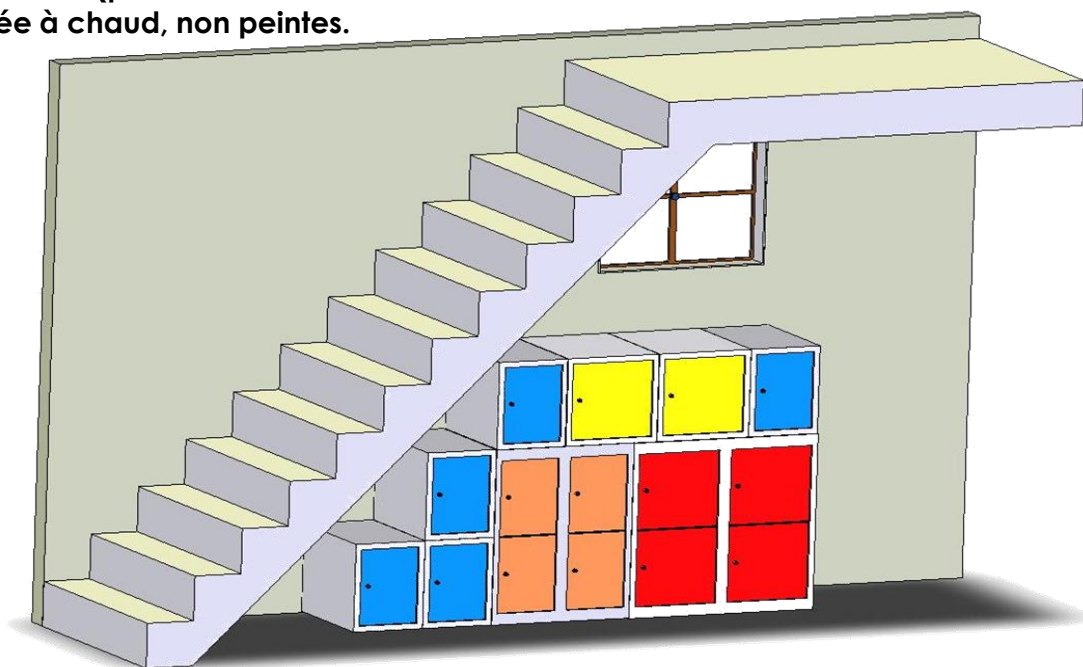 ée à chaud, non peintes.